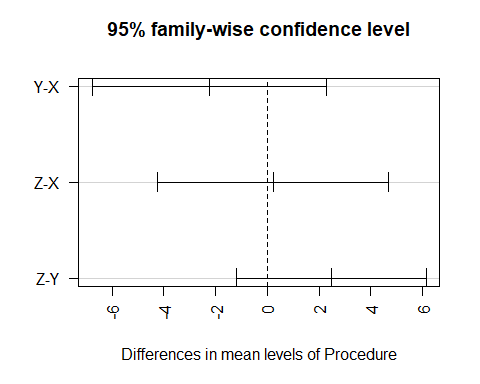 95% family-wise confidence level
Y-X
Z-X
Z-Y
-6 -4 -2 0 2 4 6
Differences in mean levels of Procedure